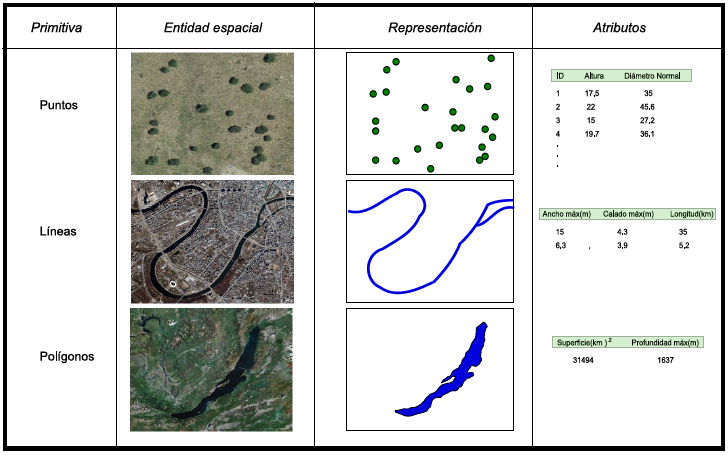 Primitiva Entidad espacial Representación Atributos
Puntos
ID Altura Diámetro Normal
1 17,5 35
2 22 45.6
3 15 27,2
4 19.7 36.1
.
.
.
Líneas
Ancho máx(m) Calado máx(m) Longitud(km)
15 4.3 35
6,3 , 3,9 5,2
Polígonos
Superficie(km ) 2 Profundidad máx(m)
31494 1637